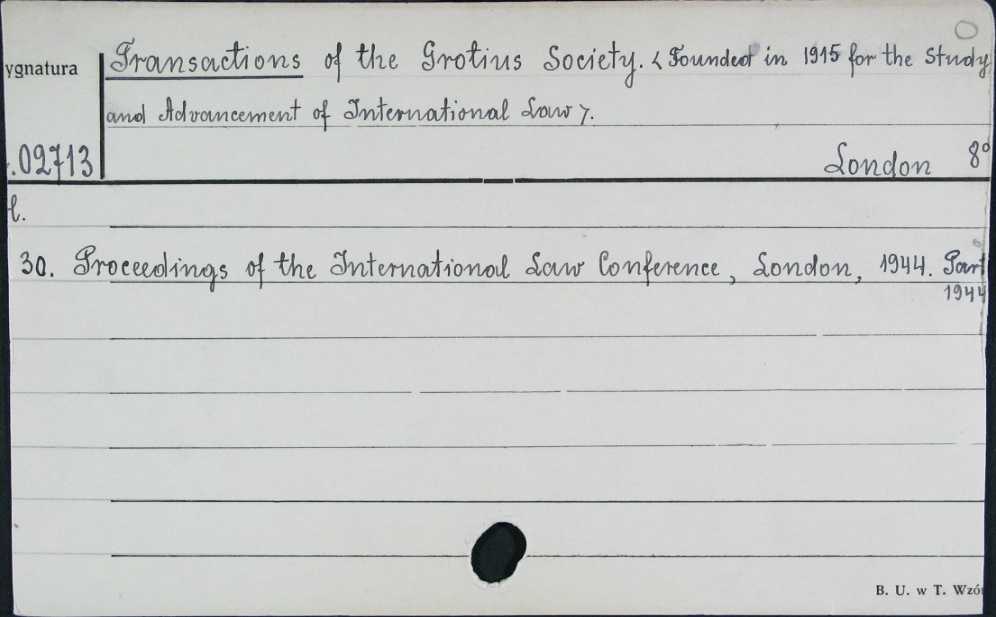 ygnatura
Transactions of the Grotius Society. <Founded in 1915 for the Study
and Advancement of International Law>.
.02713
London 8°
l.
30. Proceedings of the International Law Conference, London, 1944. Part
1944
B. U. w T. Wzó